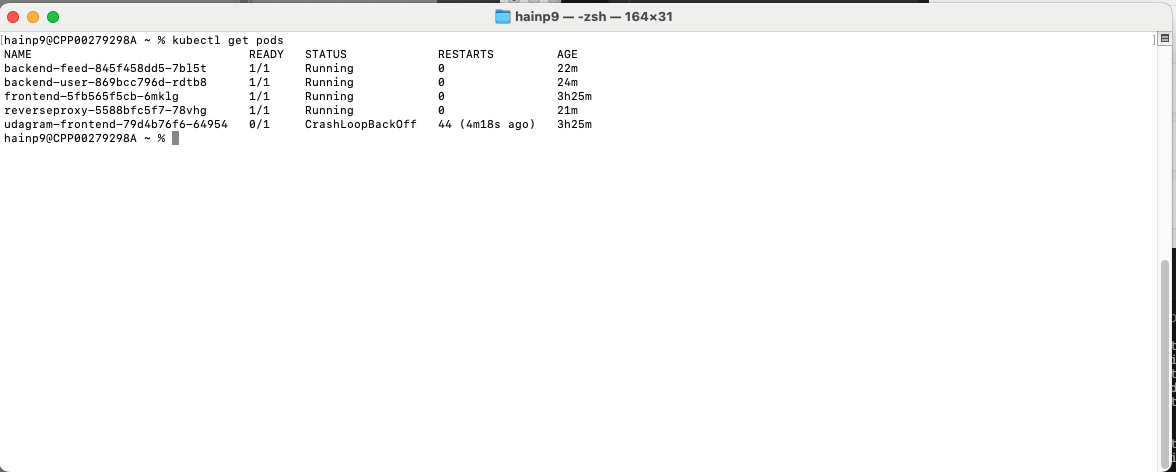 hainp9 — -zsh — 164×31
[hainp9@CPP00279298A ~ % kubectl get pods ]
NAME READY STATUS RESTARTS AGE
backend-feed-845f458dd5-7bl5t 1/1 Running 0 22m
backend-user-869bcc796d-rdtb8 1/1 Running 0 24m
frontend-5fb565f5cb-6mklg 1/1 Running 0 3h25m
reverseproxy-5588bfc5f7-78vhg 1/1 Running 0 21m
udagram-frontend-79d4b76f6-64954 0/1 CrashLoopBackOff 44 (4m18s ago) 3h25m
hainp9@CPP00279298A ~ %